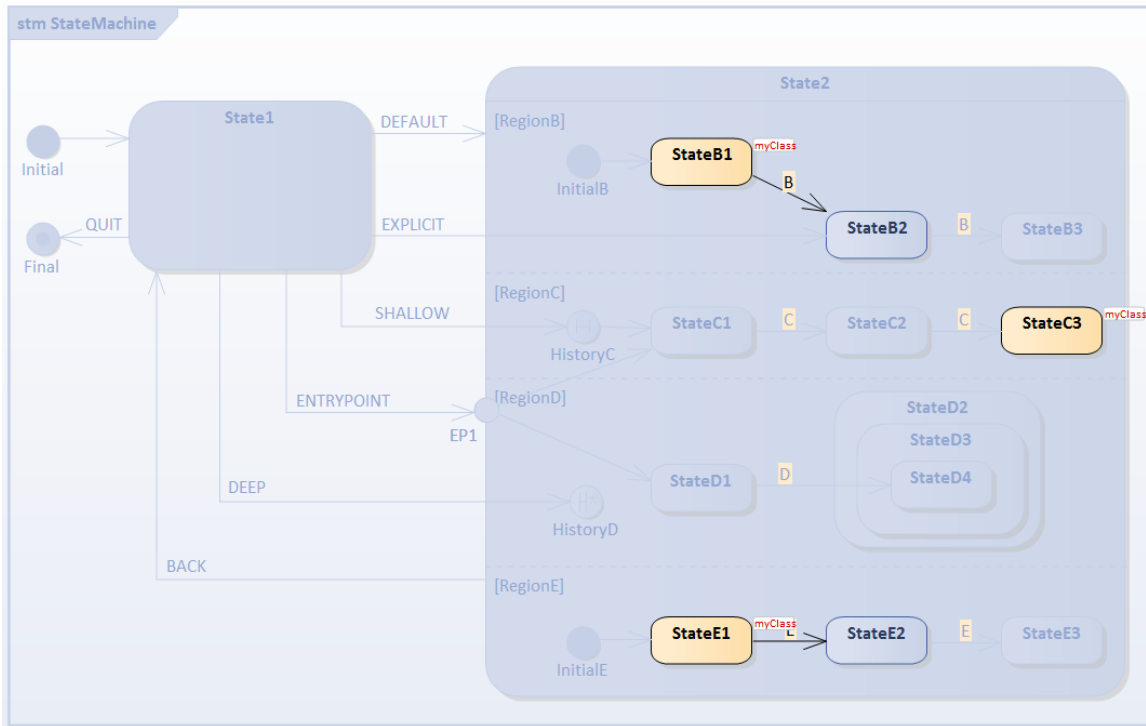 stm StateMachine
State2
State1
DEFAULT
[RegionB]
StateB1
myClass
Initial
InitialB
B
QUIT
EXPLICIT
StateB2
B
StateB3
Final
[RegionC]
SHALLOW
H
StateC1
C
StateC2
C
StateC3
myClass
HistoryC
ENTRYPOINT
[RegionD]
EP1
StateD2
StateD3
StateD1
D
StateD4
DEEP
H*
HistoryD
BACK
[RegionE]
StateE1
myClass
E
StateE2
E
StateE3
InitialE